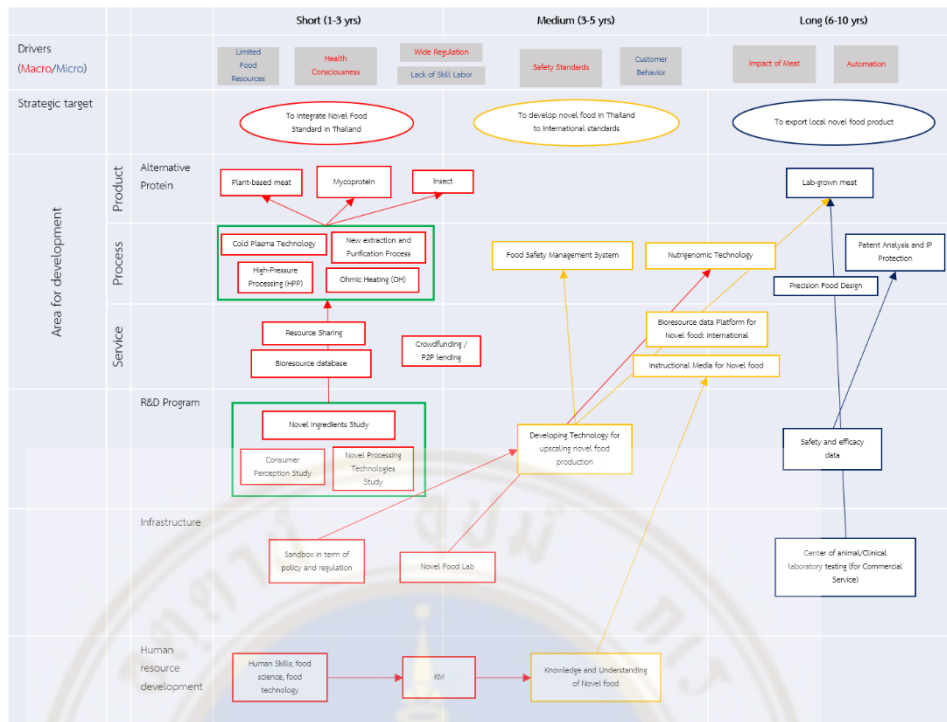 Short (1-3 yrs)
Medium (3-5 yrs)
Long (6-10 yrs)
Drivers
(Macro/Micro)
Limited
Food
Resources
Health
Consciousness
Wide Regulation
Lack of Skill Labor
Safety Standards
Customer
Behavior
Impact of Meat
Automation
Strategic target
To integrate Novel Food
Standard in Thailand
To develop novel food in Thailand
to international standards
To export local novel food product
Area for development
Product
Alternative
Protein
Plant-based meat
Mycoprotein
Insect
Lab-grown meat
Process
Cold Plasma Technology
New extraction and
Purification Process
High-Pressure
Processing (HPP)
Ohmic Heating (OH)
Food Safety Management System
Nutrigenomic Technology
Patent Analysis and IP
Protection
Precision Food Design
Service
Resource Sharing
Bioresource database
Crowdfunding /
P2P lending
Bioresource data Platform for
Novel food: International
Instructional Media for Novel food
R&D Program
Novel Ingredients Study
Consumer
Perception Study
Novel Processing
Technologies
Study
Developing Technology for
upscaling novel food
production
Safety and efficacy
data
Infrastructure
Sandbox in term of
policy and regulation
Novel Food Lab
Center of animal/Clinical
laboratory testing (for Commercial
Service)
Human
resource
development
Human Skills; food
science, food
technology
KM
Knowledge and Understanding
of Novel food